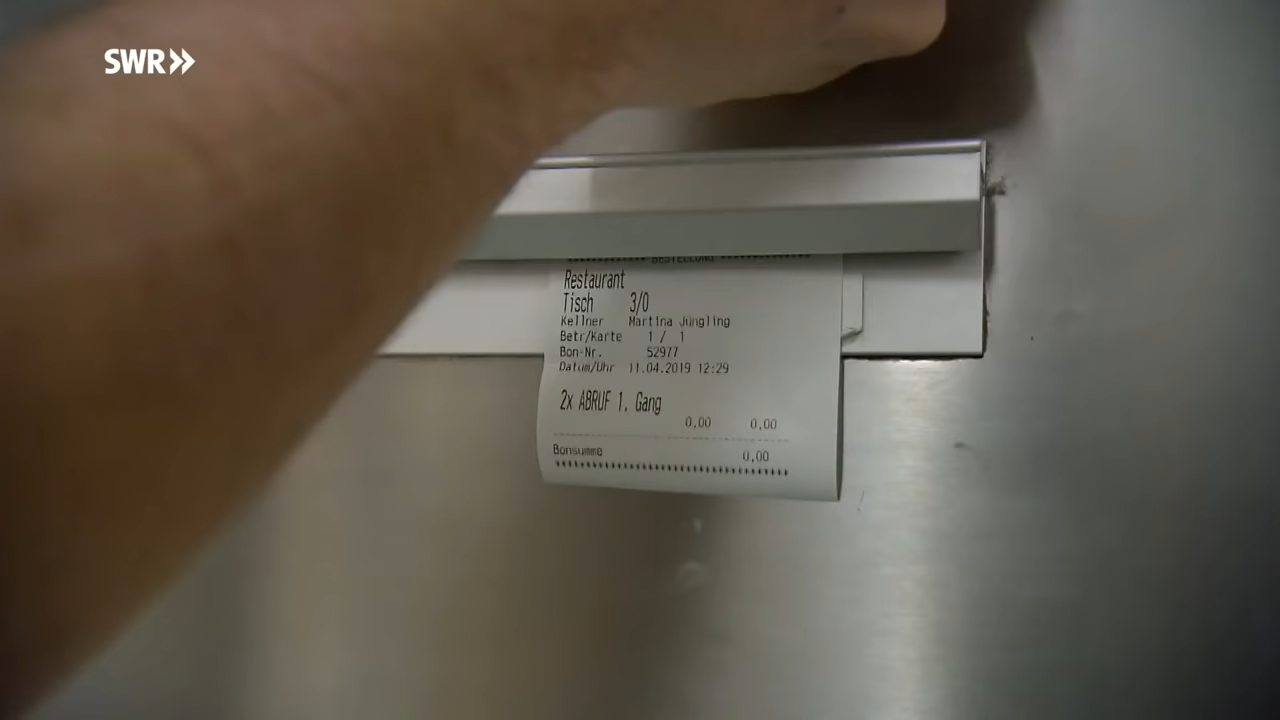 SWR»
BESTELLUNG
Restaurant
Tisch 3/0
Kellner Martina Jüngling
Betr/Karte 1 / 1
Bon-Nr. 52977
Datum/Uhr 11.04.2019 12:29
2x ABRUF 1. Gang
0,00 0,00
Bonsumme 0,00